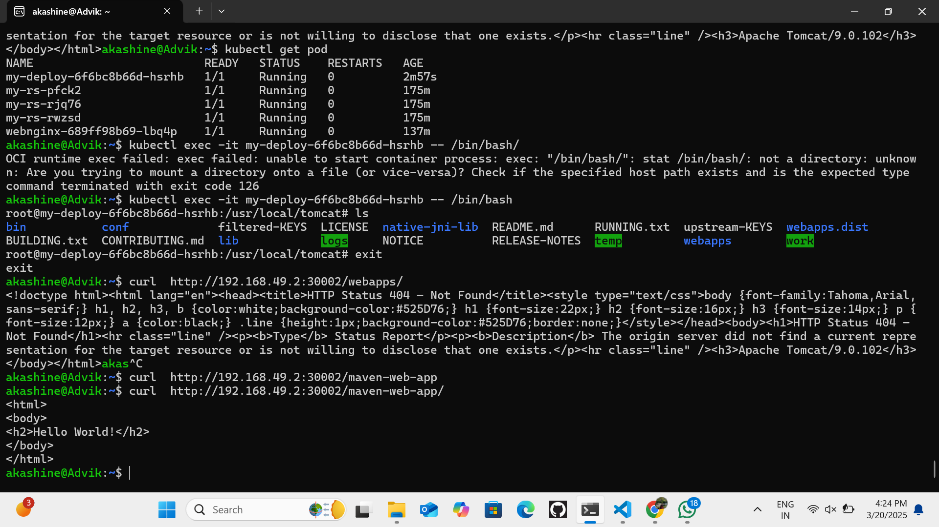 akashine@Advik: ~
sentation for the target resource or is not willing to disclose that one exists.</p><hr class="line" /><h3>Apache Tomcat/9.0.102</h3>
</body></html>akashine@Advik:~$ kubectl get pod
NAME READY STATUS RESTARTS AGE
my-deploy-6f6bc8b66d-hsrhb 1/1 Running 0 2m57s
my-rs-pfck2 1/1 Running 0 175m
my-rs-rjq76 1/1 Running 0 175m
my-rs-rwzsd 1/1 Running 0 175m
webnginx-689ff98b69-lbq4p 1/1 Running 0 137m
akashine@Advik:~$ kubectl exec -it my-deploy-6f6bc8b66d-hsrhb -- /bin/bash/
OCI runtime exec failed: exec failed: unable to start container process: exec: "/bin/bash/": stat /bin/bash/: not a directory: unknow
n: Are you trying to mount a directory onto a file (or vice-versa)? Check if the specified host path exists and is the expected type
command terminated with exit code 126
akashine@Advik:~$ kubectl exec -it my-deploy-6f6bc8b66d-hsrhb -- /bin/bash
root@my-deploy-6f6bc8b66d-hsrhb:/usr/local/tomcat# ls
bin conf filtered-KEYS LICENSE native-jni-lib README.md RUNNING.txt upstream-KEYS webapps.dist
BUILDING.txt CONTRIBUTING.md lib logs NOTICE RELEASE-NOTES temp webapps work
root@my-deploy-6f6bc8b66d-hsrhb:/usr/local/tomcat# exit
exit
akashine@Advik:~$ curl  http://192.168.49.2:30002/webapps/
<!doctype html><html lang="en"><head><title>HTTP Status 404 – Not Found</title><style type="text/css">body {font-family:Tahoma,Arial,
sans-serif;} h1, h2, h3, b {color:white;background-color:#525D76;} h1 {font-size:22px;} h2 {font-size:16px;} h3 {font-size:14px;} p {
font-size:12px;} a {color:black;} .line {height:1px;background-color:#525D76;border:none;}</style></head><body><h1>HTTP Status 404 –
Not Found</h1><hr class="line" /><p><b>Type</b> Status Report</p><p><b>Description</b> The origin server did not find a current repre
sentation for the target resource or is not willing to disclose that one exists.</p><hr class="line" /><h3>Apache Tomcat/9.0.102</h3>
</body></html>akas^C
akashine@Advik:~$ curl  http://192.168.49.2:30002/maven-web-app
akashine@Advik:~$ curl  http://192.168.49.2:30002/maven-web-app/
<html>
<body>
<h2>Hello World!</h2>
</body>
</html>
akashine@Advik:~$
3
Search
18
ENG
IN
4:24 PM
3/20/2025